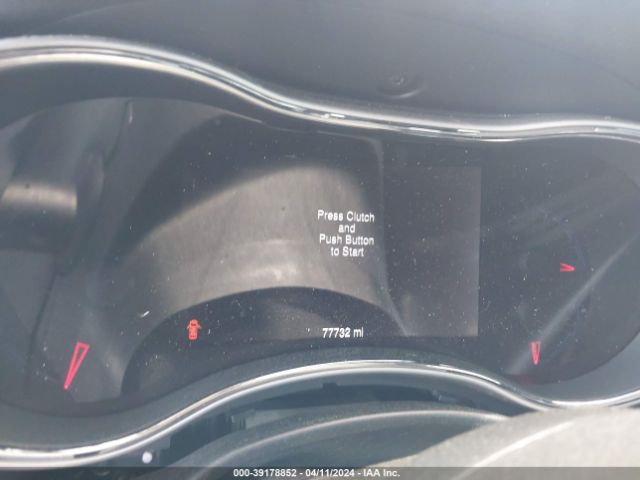 Press Clutch
and
Push Button
to Start
77732 mi
000-39178852 - 04/11/2024 - IAA Inc.